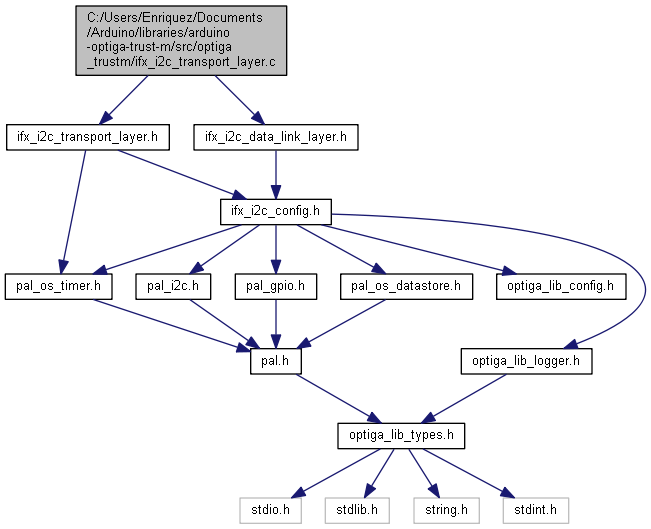 C:/Users/Enriquez/Documents
/Arduino/libraries/arduino
-optiga-trust-m/src/optiga
_trustm/ifx_i2c_transport_layer.c
ifx_i2c_transport_layer.h
ifx_i2c_data_link_layer.h
ifx_i2c_config.h
pal_os_timer.h
pal_i2c.h
pal_gpio.h
pal_os_datastore.h
optiga_lib_config.h
pal.h
optiga_lib_logger.h
optiga_lib_types.h
stdio.h
stdlib.h
string.h
stdint.h